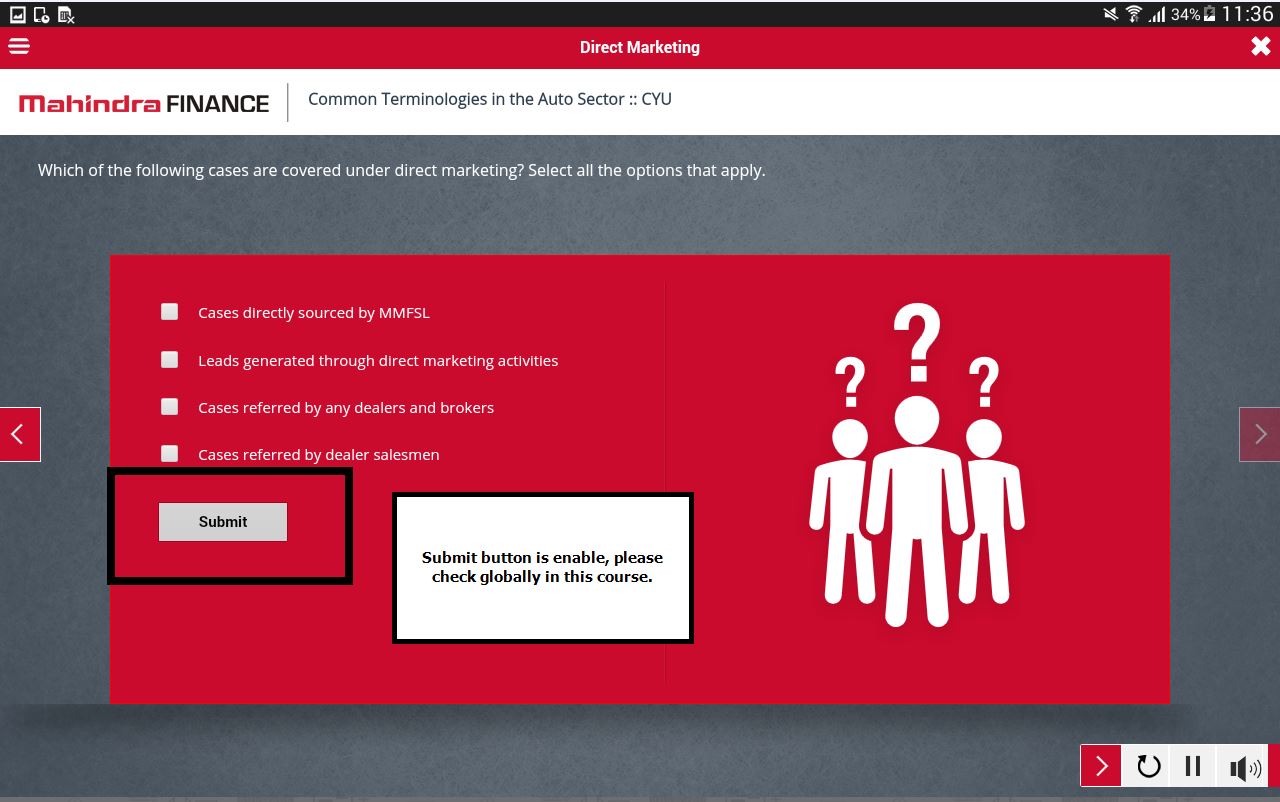 34% 11:36
Direct Marketing
Mahindra FINANCE
Common Terminologies in the Auto Sector :: CYU
Which of the following cases are covered under direct marketing? Select all the options that apply.
Cases directly sourced by MMFSL
Leads generated through direct marketing activities
Cases referred by any dealers and brokers
Cases referred by dealer salesmen
Submit
Submit button is enable, please
check globally in this course.
? ? ?